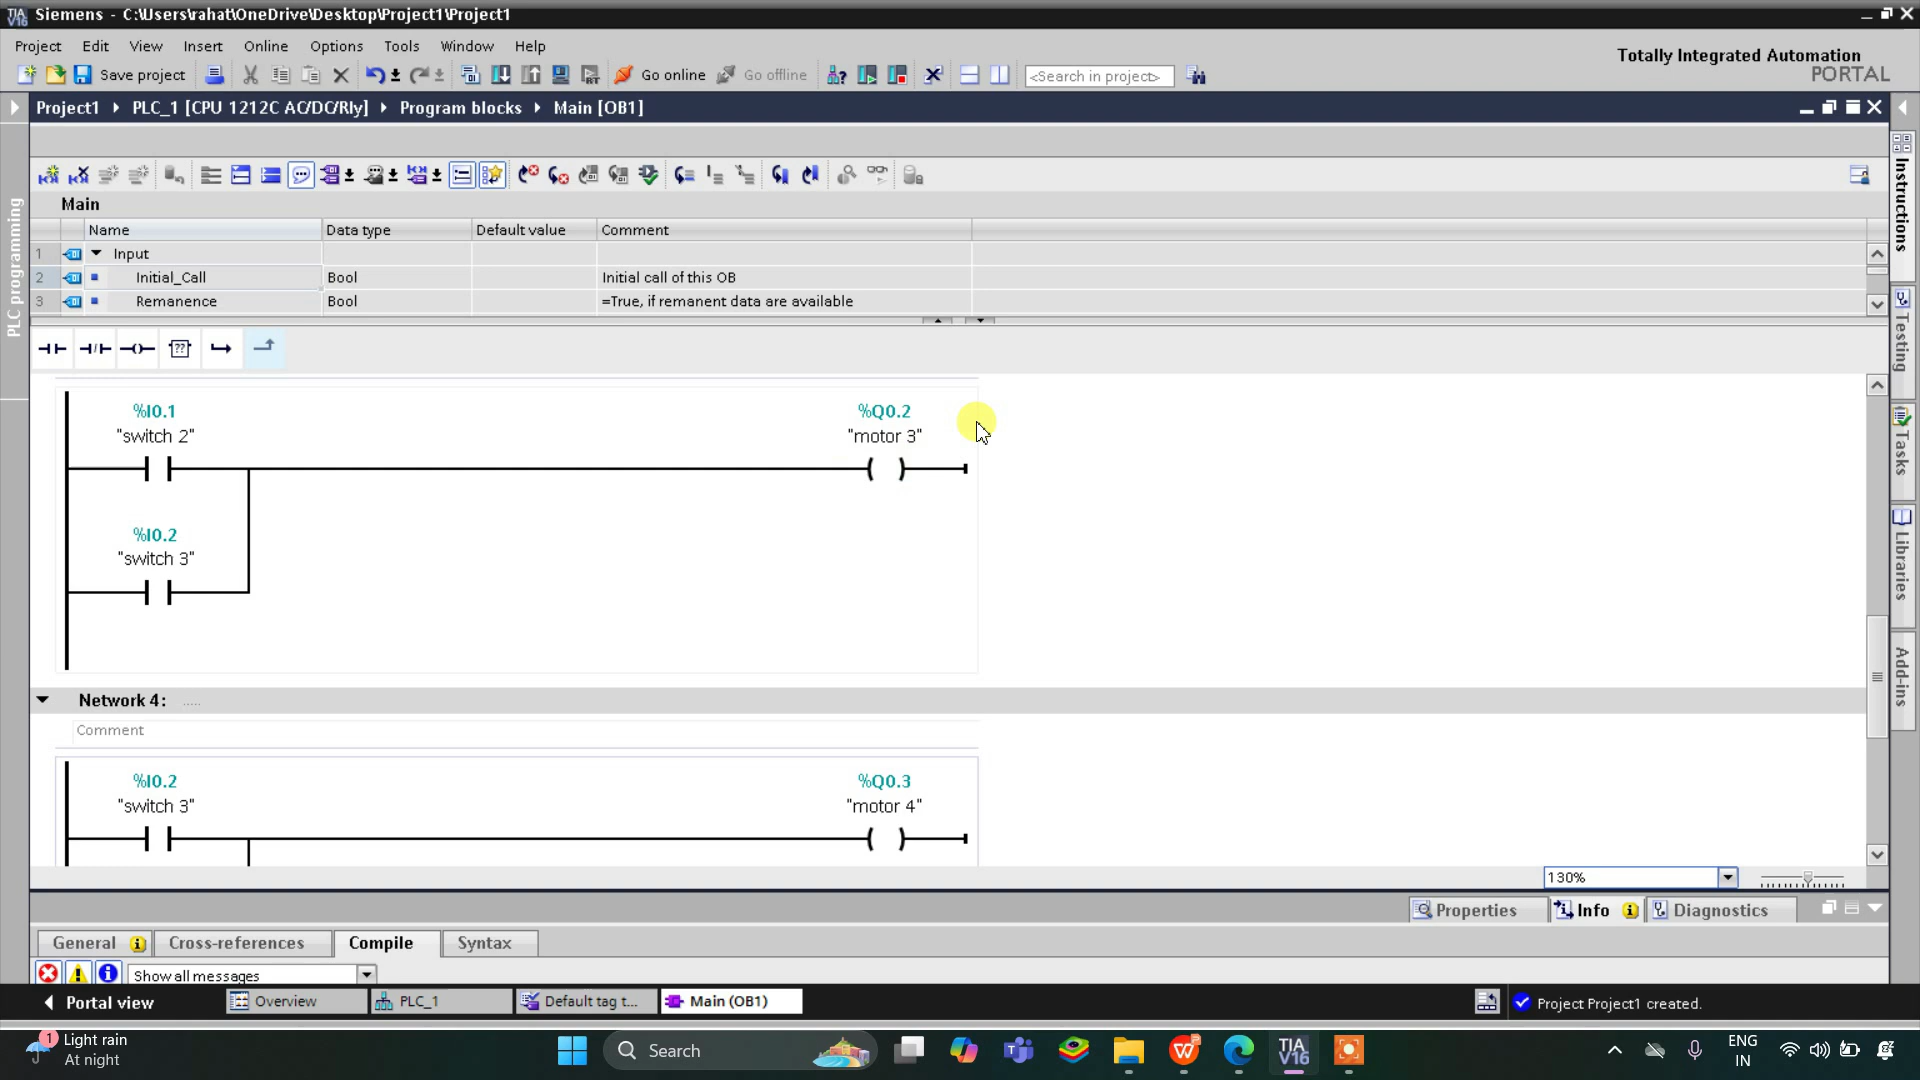 TIA V16 Siemens - C:\Users\rahat\OneDrive\Desktop\Project1\Project1
Project Edit View Insert Online Options Tools Window Help
Totally Integrated Automation
PORTAL
Save project Go online Go offline <Search in project>
Project1 PLC_1 [CPU 1212C AC/DC/Rly] Program blocks Main [OB1]
Main
Name Data type Default value Comment
1 Input
2 Initial_Call Bool Initial call of this OB
3 Remanence Bool =True, if remanent data are available
??
%I0.1
"switch 2"
%Q0.2
"motor 3"
%I0.2
"switch 3"
Network 4: .....
Comment
%I0.2
"switch 3"
%Q0.3
"motor 4"
130%
Properties Info Diagnostics
General Cross-references Compile Syntax
Show all messages
Portal view Overview PLC_1 Default tag t... Main (OB1) Project Project1 created.
PLC programming
Instructions
Testing
Tasks
Libraries
Add-ins
1 Light rain
At night
Search
TIA
V16
ENG
IN